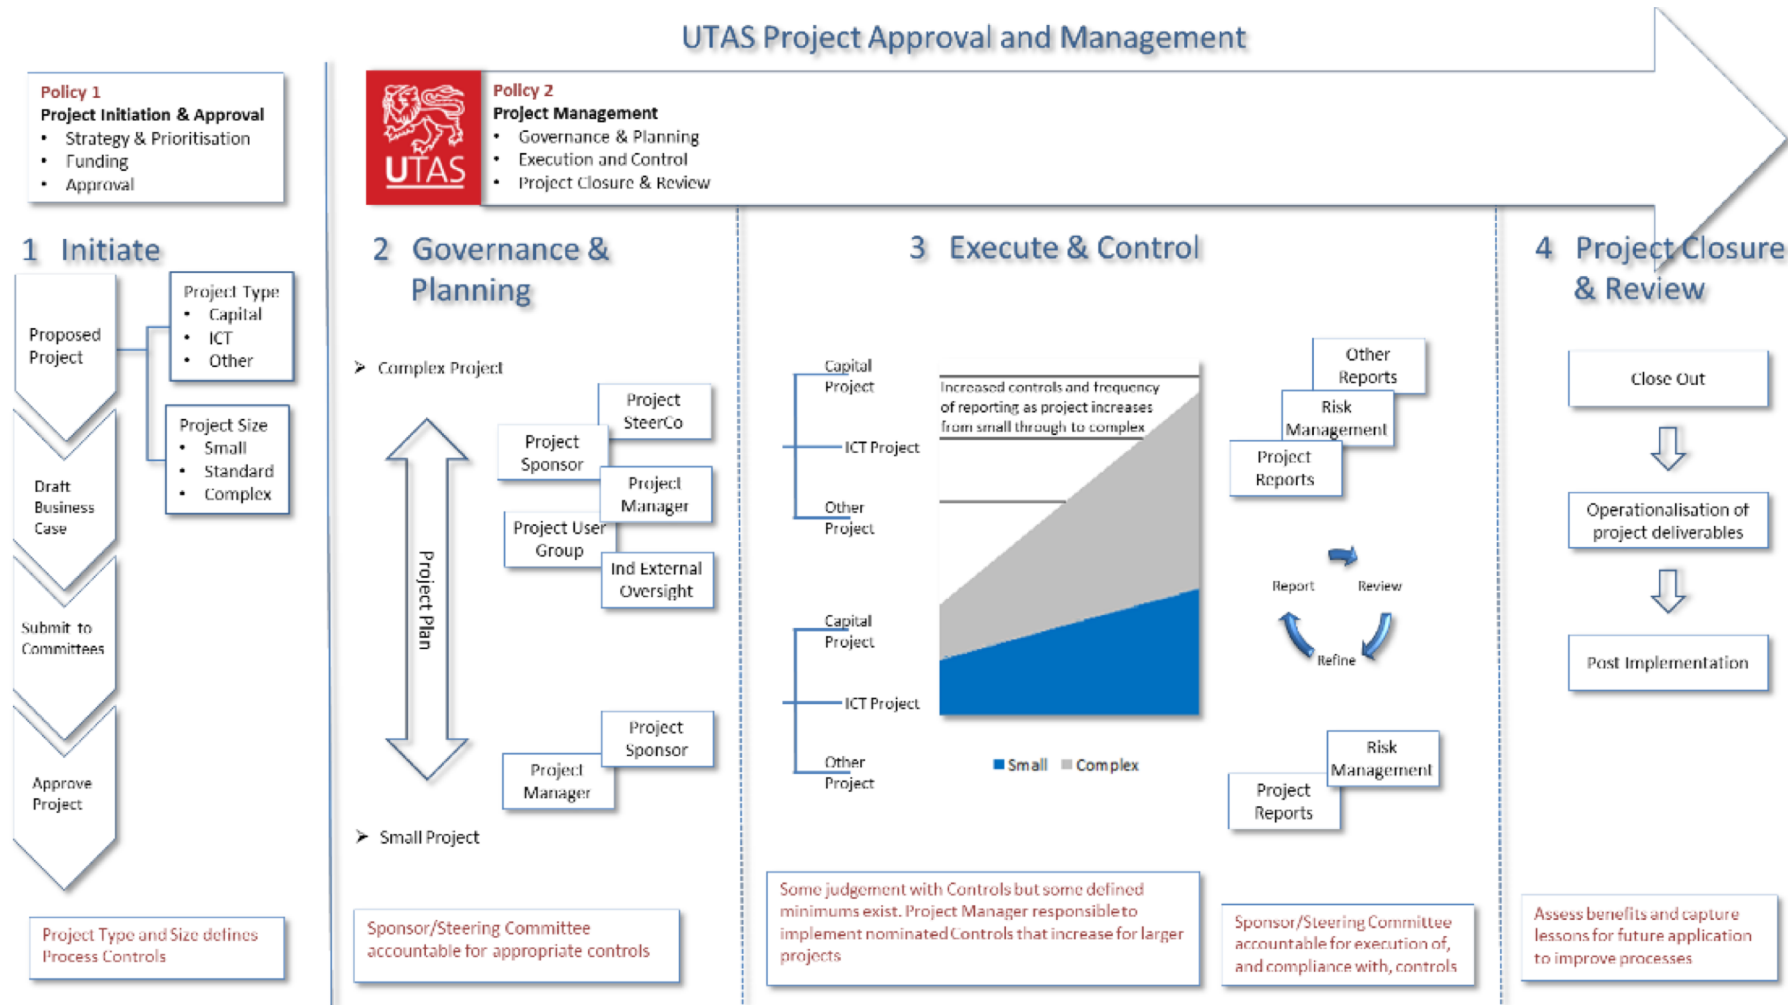 UTAS Project Approval and Management
Policy 1
Project Initiation & Approval
• Strategy & Prioritisation
• Funding
• Approval
UTAS
Policy 2
Project Management
• Governance & Planning
• Execution and Control
• Project Closure & Review
1 Initiate
Proposed
Project
Draft
Business
Case
Submit to
Committees
Approve
Project
Project Type
• Capital
• ICT
• Other
Project Size
• Small
• Standard
• Complex
Project Type and Size defines
Process Controls
2 Governance &
Planning
➢ Complex Project
Project Plan
Project
SteerCo
Project
Sponsor
Project
Manager
Project User
Group
Ind External
Oversight
Project
Sponsor
Project
Manager
➢ Small Project
Sponsor/Steering Committee
accountable for appropriate controls
3 Execute & Control
Capital
Project
ICT Project
Other
Project
Capital
Project
ICT Project
Other
Project
Increased controls and frequency
of reporting as project increases
from small through to complex
Small Complex
Other
Reports
Risk
Management
Project
Reports
Report
Review
Refine
Risk
Management
Project
Reports
Some judgement with Controls but some defined
minimums exist. Project Manager responsible to
implement nominated Controls that increase for larger
projects
Sponsor/Steering Committee
accountable for execution of,
and compliance with, controls
4 Project Closure
& Review
Close Out
Operationalisation of
project deliverables
Post Implementation
Assess benefits and capture
lessons for future application
to improve processes